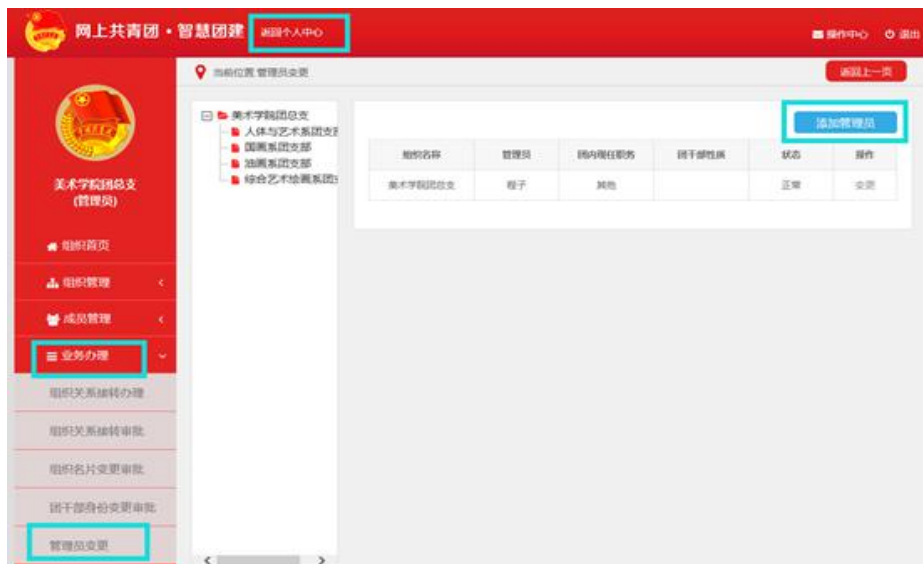 网上共青团·智慧团建 返回个人中心 操作中心 退出
当前位置 管理员变更 返回上一页
美术学院团总支
(管理员)
组织首页
组织管理
成员管理
业务办理
组织关系接转办理
组织关系接转审批
组织名片变更审批
团干部身份变更审批
管理员变更
美术学院团总支
人体与艺术系团支部
国画系团支部
油画系团支部
综合艺术绘画系团
添加管理员
组织名称 管理员 团内现任职务 团干部性质 状态 操作
美术学院团总支 程子 其他 正常 变更